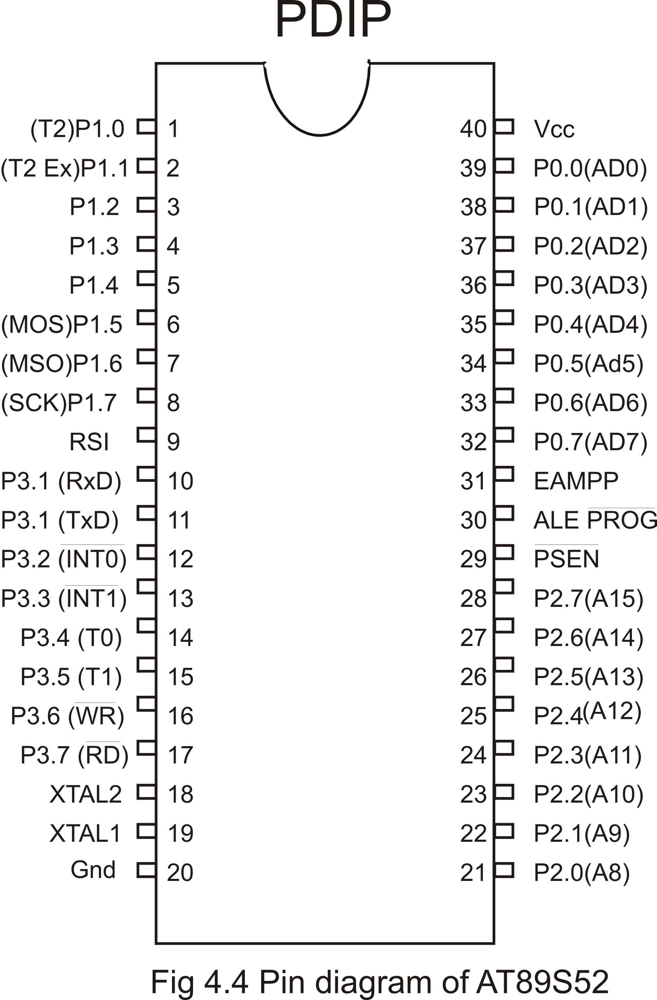 PDIP
(T2)P1.0 1 40 Vcc
(T2 Ex)P1.1 2 39 P0.0(AD0)
P1.2 3 38 P0.1(AD1)
P1.3 4 37 P0.2(AD2)
P1.4 5 36 P0.3(AD3)
(MOS)P1.5 6 35 P0.4(AD4)
(MSO)P1.6 7 34 P0.5(Ad5)
(SCK)P1.7 8 33 P0.6(AD6)
RSI 9 32 P0.7(AD7)
P3.1 (RxD) 10 31 EAMPP
P3.1 (TxD) 11 30 ALE PROG
P3.2 (INT0) 12 29 PSEN
P3.3 (INT1) 13 28 P2.7(A15)
P3.4 (T0) 14 27 P2.6(A14)
P3.5 (T1) 15 26 P2.5(A13)
P3.6 (WR) 16 25 P2.4(A12)
P3.7 (RD) 17 24 P2.3(A11)
XTAL2 18 23 P2.2(A10)
XTAL1 19 22 P2.1(A9)
Gnd 20 21 P2.0(A8)
Fig 4.4 Pin diagram of AT89S52